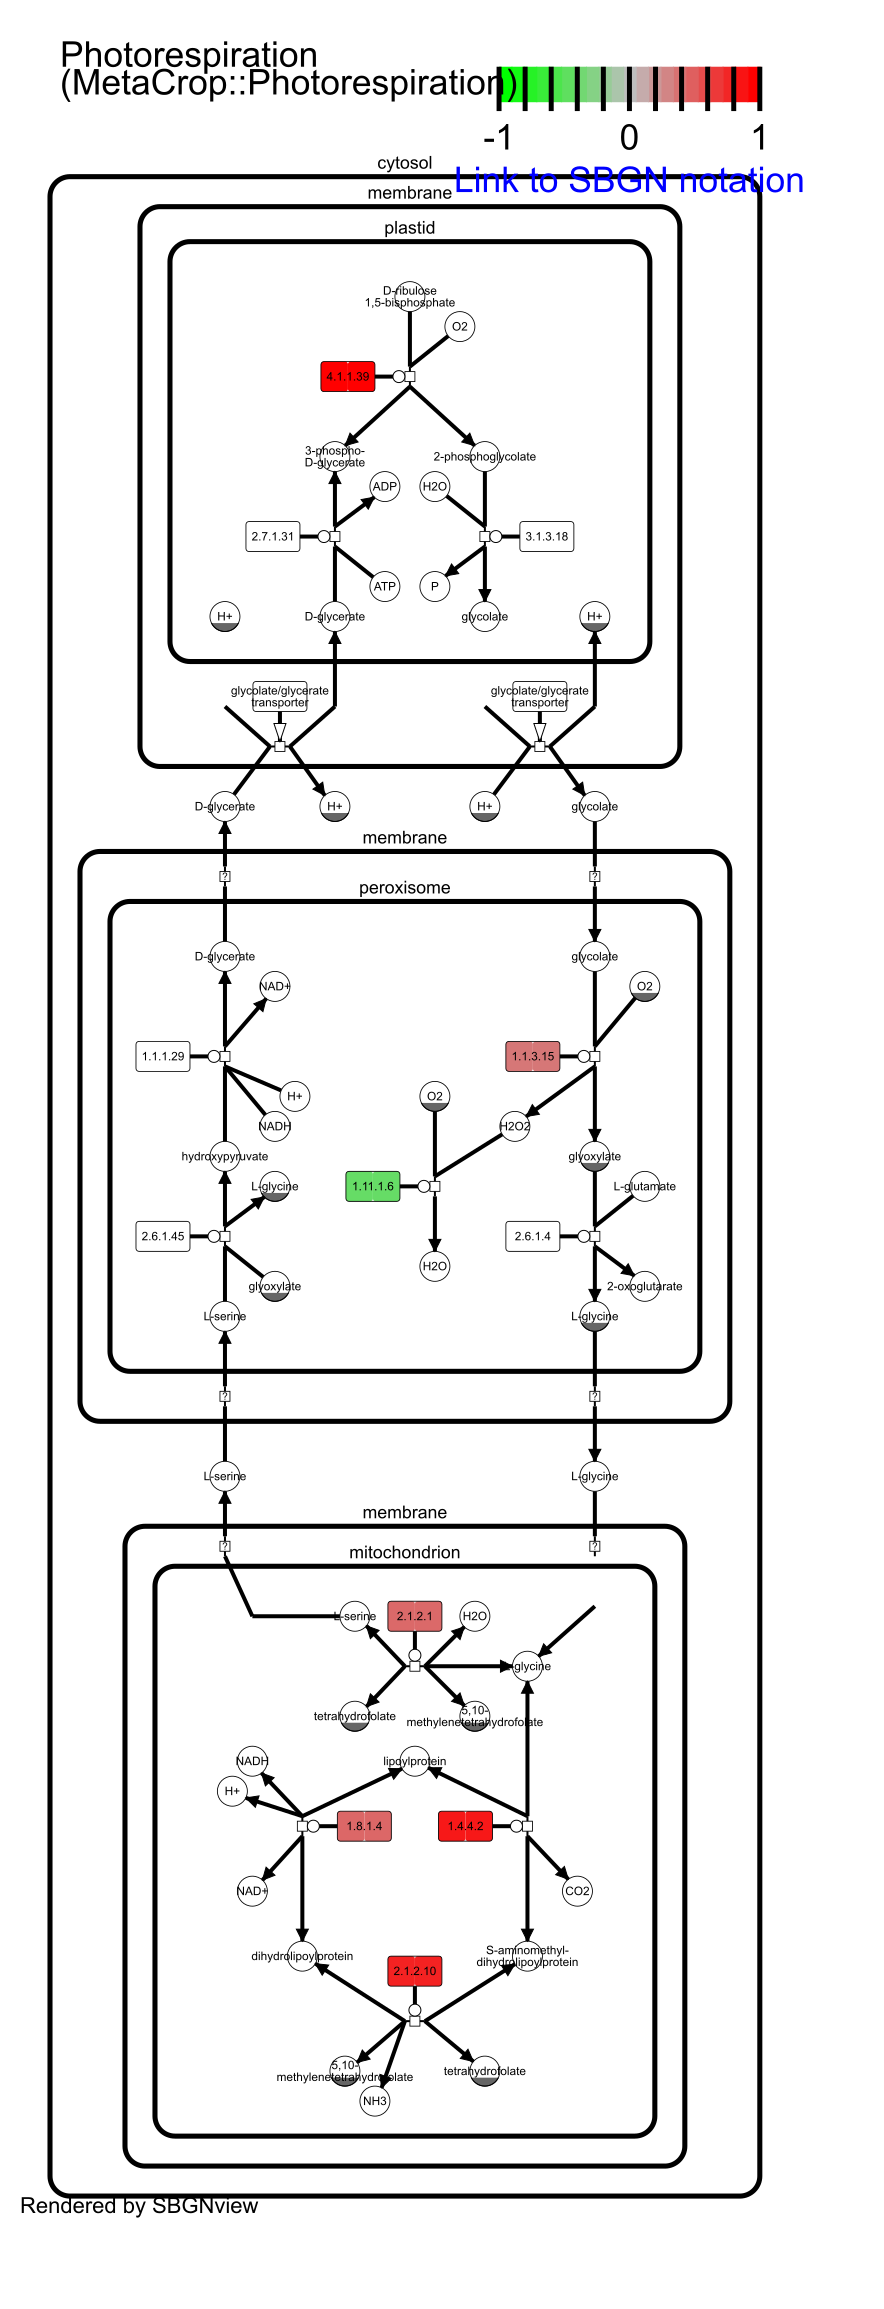 Photorespiration
(MetaCrop::Photorespiration)
-1
0
1
cytosol
Link to SBGN notation
membrane
plastid
D-ribulose
1,5-bisphosphate
O2
4.1.1.39
3-phospho-
D-glycerate
2-phosphoglycolate
ADP
H2O
2.7.1.31
3.1.3.18
ATP
P
H+
D-glycerate
glycolate
H+
glycolate/glycerate
transporter
glycolate/glycerate
transporter
D-glycerate
H+
H+
glycolate
membrane
?
?
peroxisome
D-glycerate
glycolate
NAD+
O2
1.1.1.29
1.1.3.15
H+
O2
NADH
H2O2
hydroxypyruvate
glyoxylate
L-glycine
1.11.1.6
L-glutamate
2.6.1.45
2.6.1.4
H2O
glyoxylate
2-oxoglutarate
L-serine
L-glycine
?
?
L-serine
L-glycine
membrane
?
?
mitochondrion
L-serine
2.1.2.1
H2O
L-glycine
tetrahydrofolate
5,10-
methylenetetrahydrofolate
NADH
lipoylprotein
H+
1.8.1.4
1.4.4.2
NAD+
CO2
dihydrolipoylprotein
S-aminomethyl-
dihydrolipoylprotein
2.1.2.10
5,10-
methylenetetrahydrofolate
tetrahydrofolate
NH3
Rendered by SBGNview